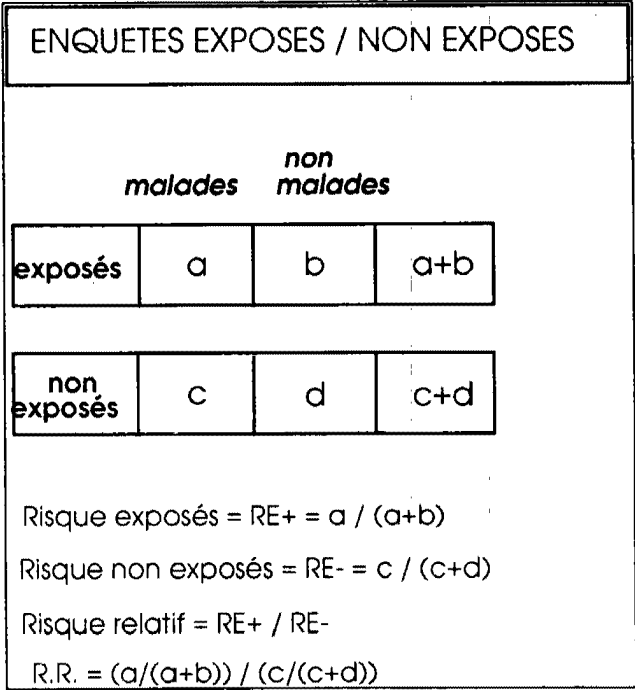 ENQUETES EXPOSES / NON EXPOSES
non
malades malades
exposés a b a+b
non
exposés c d c+d
Risque exposés = RE+ = a / (a+b)
Risque non exposés = RE- = c / (c+d)
Risque relatif = RE+ / RE-
R.R. = (a/(a+b)) / (c/(c+d))